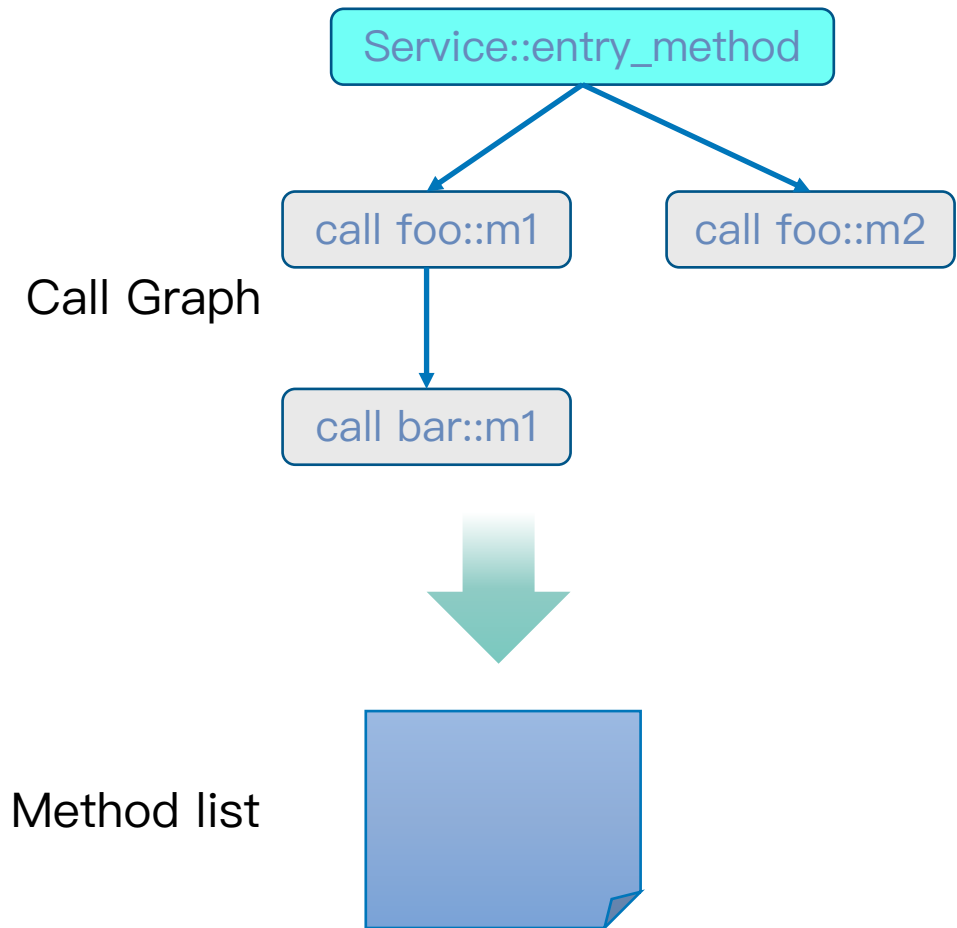 Service::entry_method
call foo::m1
call foo::m2
Call Graph
call bar::m1
Method list